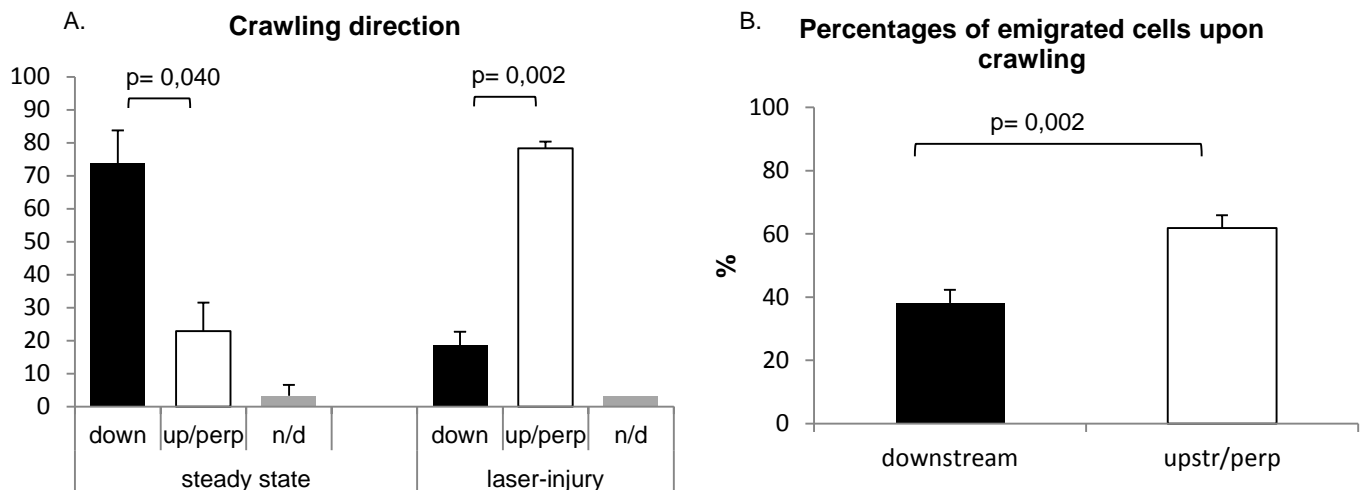 A.
Crawling direction
p= 0,040
p= 0,002
100
90
80
70
60
50
40
30
20
10
0
down up/perp n/d down up/perp n/d
steady state laser-injury
B.
Percentages of emigrated cells upon
crawling
p= 0,002
%
100
80
60
40
20
0
downstream upstr/perp